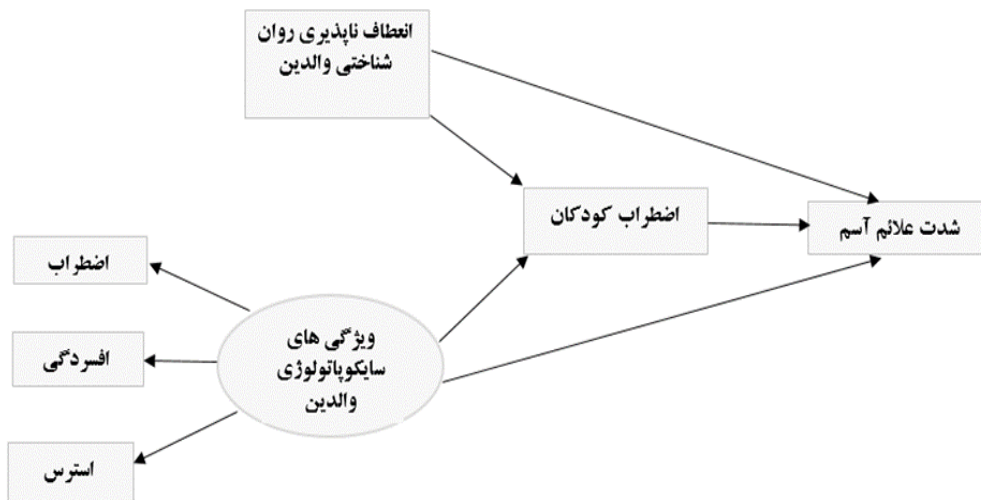 انعطاف ناپذیری روان
شناختی والدین
اضطراب کودکان
شدت علائم آسم
اضطراب
ویژگی های
سایکوپاتولوژی
والدین
افسردگی
استرس